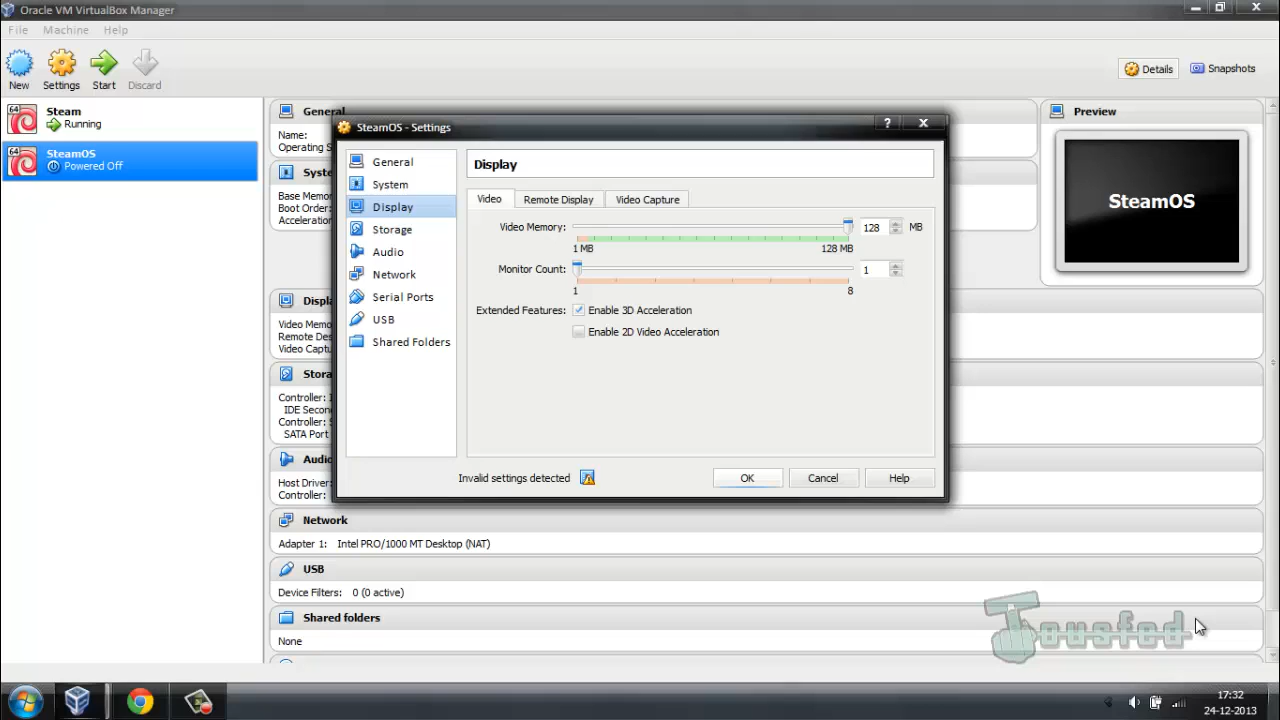 Oracle VM VirtualBox Manager
File Machine Help
New Settings Start Discard
Details Snapshots
64 Steam
Running
64 SteamOS
Powered Off
General
Name:
Operating S
Syste
Base Memo
Boot Order:
Acceleration
Displa
Video Memo
Remote Des
Video Captu
Stora
Controller: I
IDE Secon
Controller: S
SATA Port
Audio
Host Driver
Controller:
Network
Adapter 1: Intel PRO/1000 MT Desktop (NAT)
USB
Device Filters: 0 (0 active)
Shared folders
None
Preview
SteamOS
SteamOS - Settings
?
General
System
Display
Storage
Audio
Network
Serial Ports
USB
Shared Folders
Display
Video Remote Display Video Capture
Video Memory: 128 MB
1 MB 128 MB
Monitor Count: 1
1 8
Extended Features: Enable 3D Acceleration
Enable 2D Video Acceleration
Invalid settings detected OK Cancel Help
Tousfed
17:32
24-12-2013